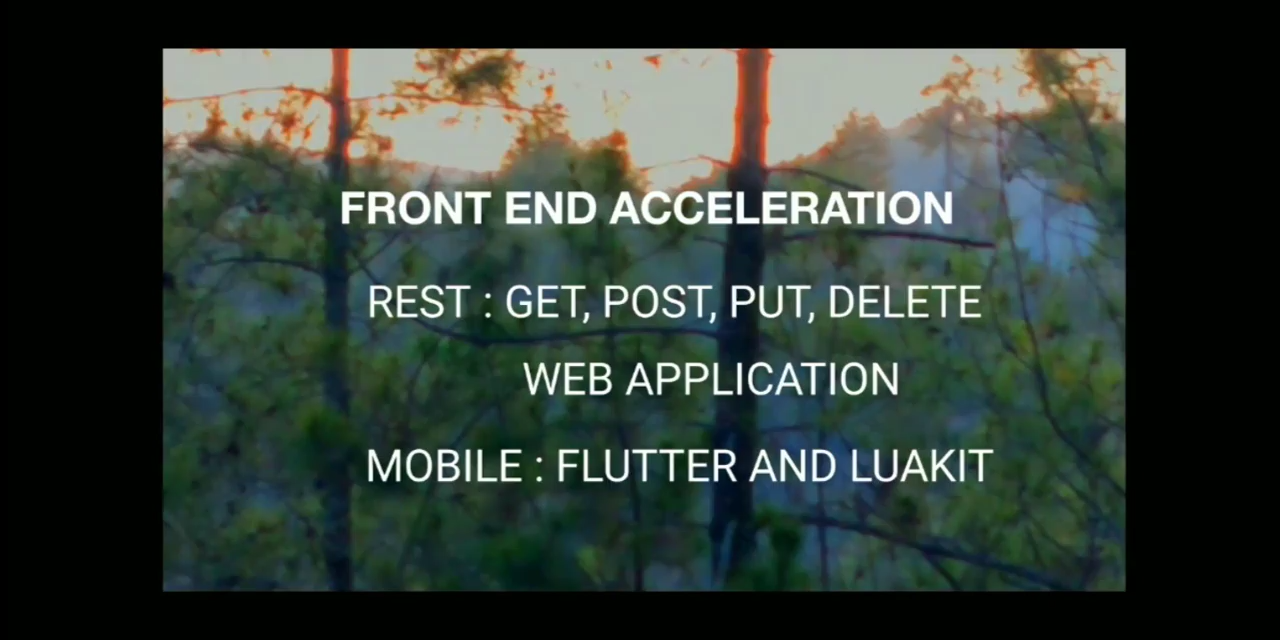 FRONT END ACCELERATION
REST : GET, POST, PUT, DELETE
WEB APPLICATION
MOBILE : FLUTTER AND LUAKIT